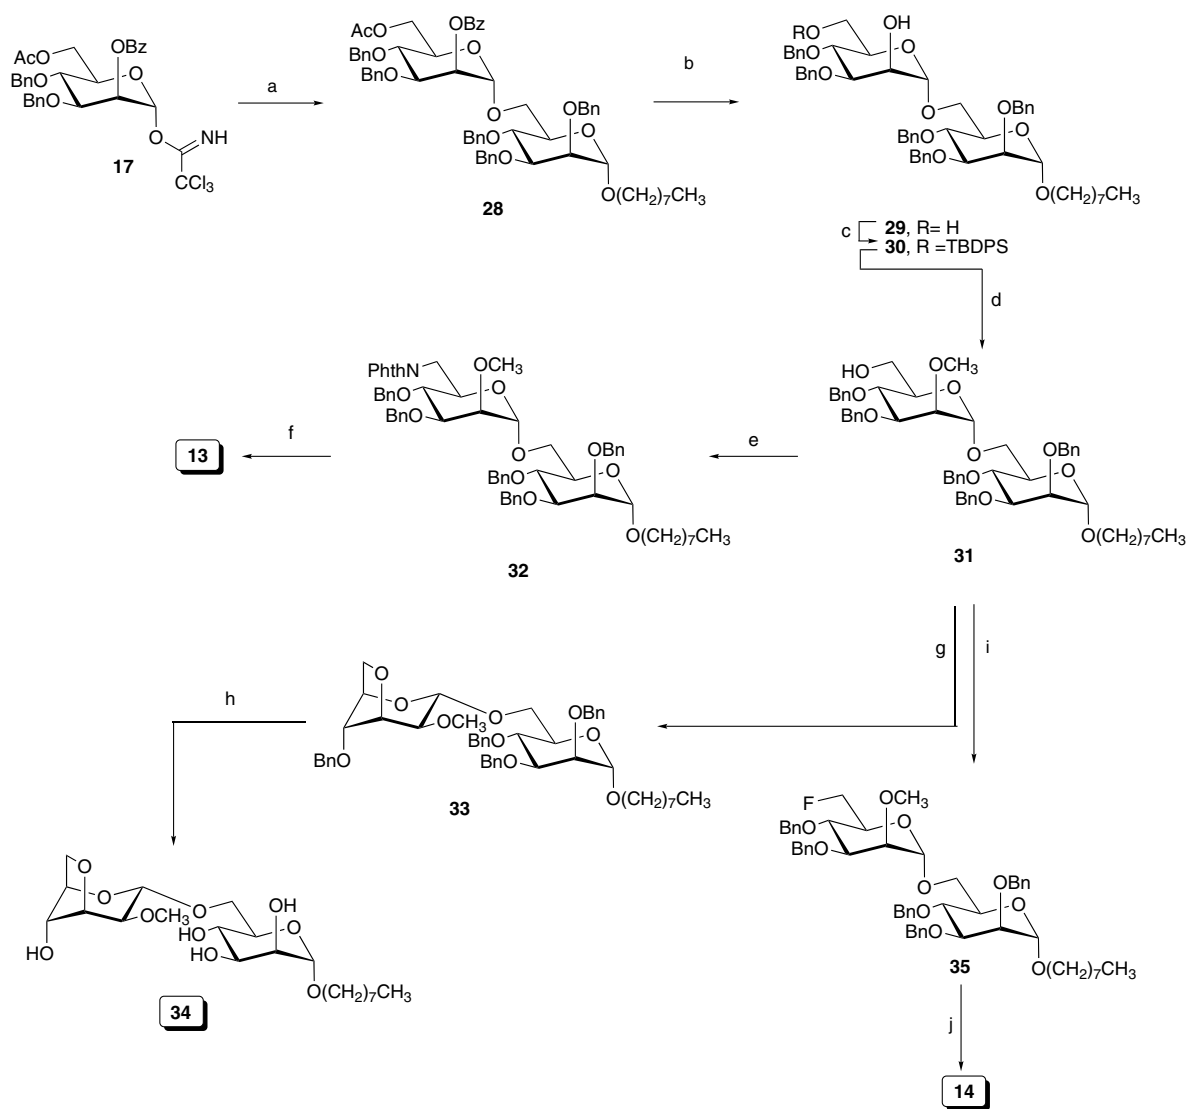 AcO
OBz
BnO
BnO
O
O
NH
CCl3
17
a
AcO
OBz
BnO
BnO
O
O
OBn
BnO
BnO
O
O(CH2)7CH3
28
b
RO
OH
BnO
BnO
O
O
OBn
BnO
BnO
O
O(CH2)7CH3
c
29, R= H
30, R =TBDPS
d
PhthN
OCH3
BnO
BnO
O
O
OBn
BnO
BnO
O
O(CH2)7CH3
32
HO
OCH3
BnO
BnO
O
O
OBn
BnO
BnO
O
O(CH2)7CH3
31
e
f
13
g
i
h
O
O
OCH3
BnO
O
OBn
BnO
BnO
O
O(CH2)7CH3
33
O
O
OCH3
HO
O
OH
HO
HO
O
O(CH2)7CH3
34
F
OCH3
BnO
BnO
O
O
OBn
BnO
BnO
O
O(CH2)7CH3
35
j
14